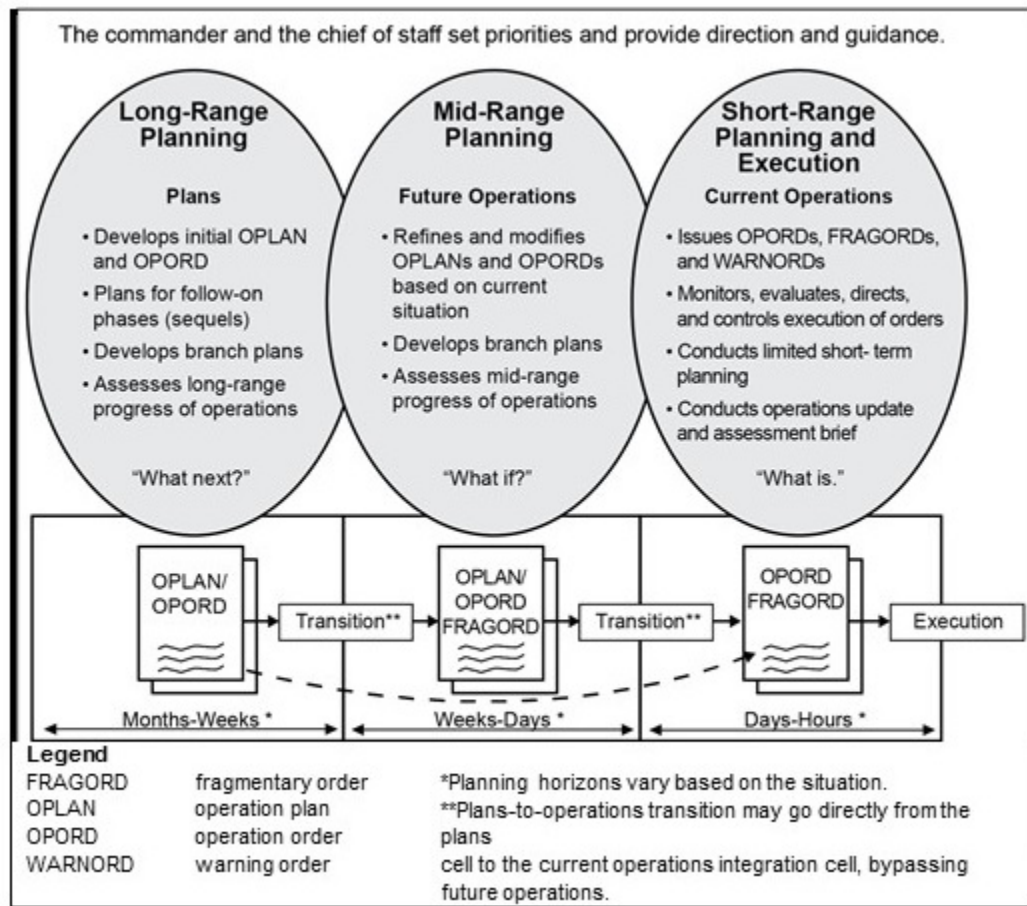 The commander and the chief of staff set priorities and provide direction and guidance.
Long-Range
Planning
Plans
• Develops initial OPLAN
and OPORD
• Plans for follow-on
phases (sequels)
• Develops branch plans
• Assesses long-range
progress of operations
“What next?”
Mid-Range
Planning
Future Operations
• Refines and modifies
OPLANs and OPORDs
based on current
situation
• Develops branch plans
• Assesses mid-range
progress of operations
“What if?”
Short-Range
Planning and
Execution
Current Operations
• Issues OPORDs, FRAGORDs,
and WARNORDs
• Monitors, evaluates, directs,
and controls execution of orders
• Conducts limited short- term
planning
• Conducts operations update
and assessment brief
“What is.”
OPLAN/
OPORD
Transition**
OPLAN/
OPORD
FRAGORD
Transition**
OPORD
FRAGORD
Execution
Months-Weeks *
Weeks-Days *
Days-Hours *
Legend
FRAGORD fragmentary order
OPLAN operation plan
OPORD operation order
WARNORD warning order
*Planning horizons vary based on the situation.
**Plans-to-operations transition may go directly from the
plans
cell to the current operations integration cell, bypassing
future operations.